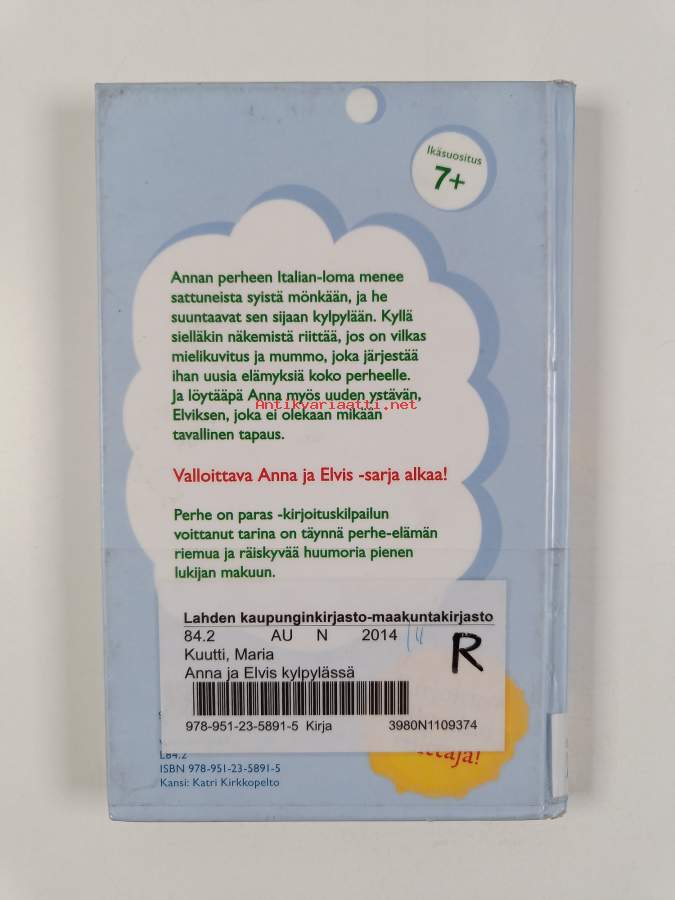 Ikäsuositus
7+
Annan perheen Italian-loma menee
sattuneista syistä mönkään, ja he
suuntaavat sen sijaan kylpylään. Kyllä
sielläkin näkemistä riittää, jos on vilkas
mielikuvitus ja mummo, joka järjestää
ihan uusia elämyksiä koko perheelle.
Ja löytääpä Anna myös uuden ystävän,
Antikvariaatti.net
Elviksen, joka ei olekaan mikään
tavallinen tapaus.
Valloittava Anna ja Elvis -sarja alkaa!
Perhe on paras -kirjoituskilpailun
voittanut tarina on täynnä perhe-elämän
riemua ja räiskyvää huumoria pienen
lukijan makuun.
Lahden kaupunginkirjasto-maakuntakirjasto
84.2 AU N 2014
Kuutti, Maria
R
Anna ja Elvis kylpylässä
978-951-23-5891-5 Kirja 3980N1109374
L84.2
ISBN 978-951-23-5891-5
Kansi: Katri Kirkkopelto